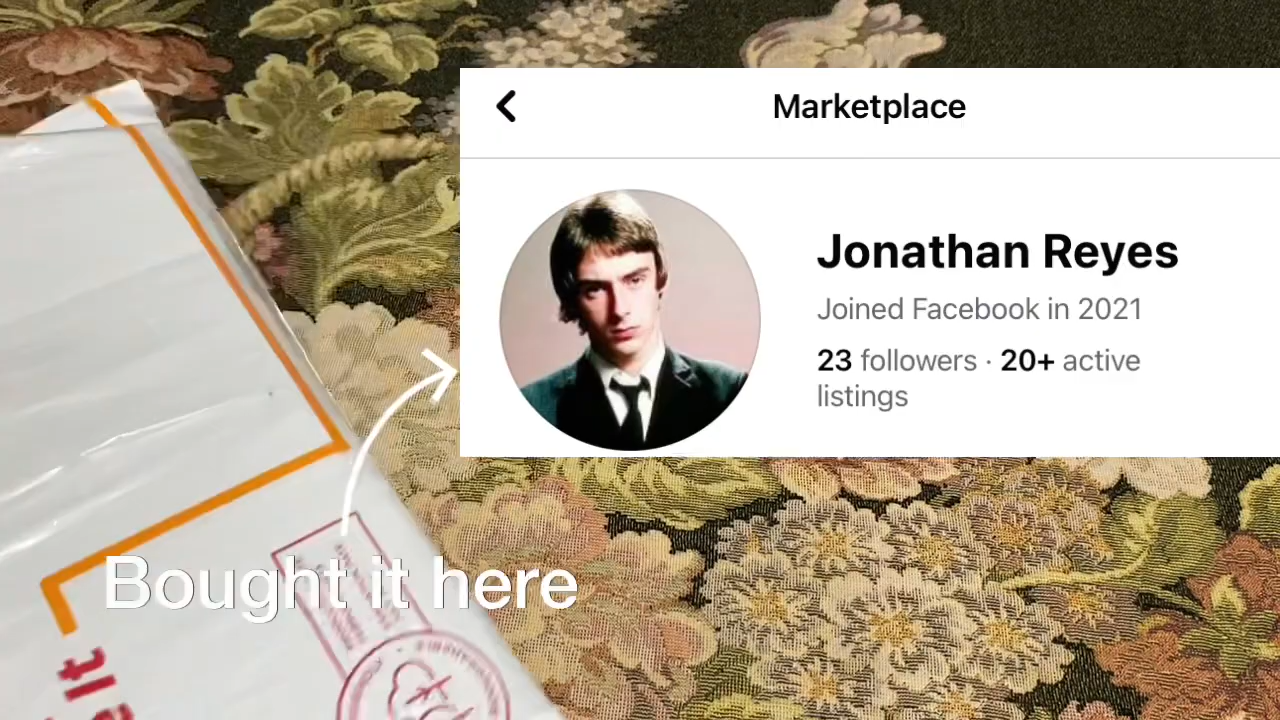 Marketplace
Jonathan Reyes
Joined Facebook in 2021
23 followers · 20+ active
listings
Bought it here